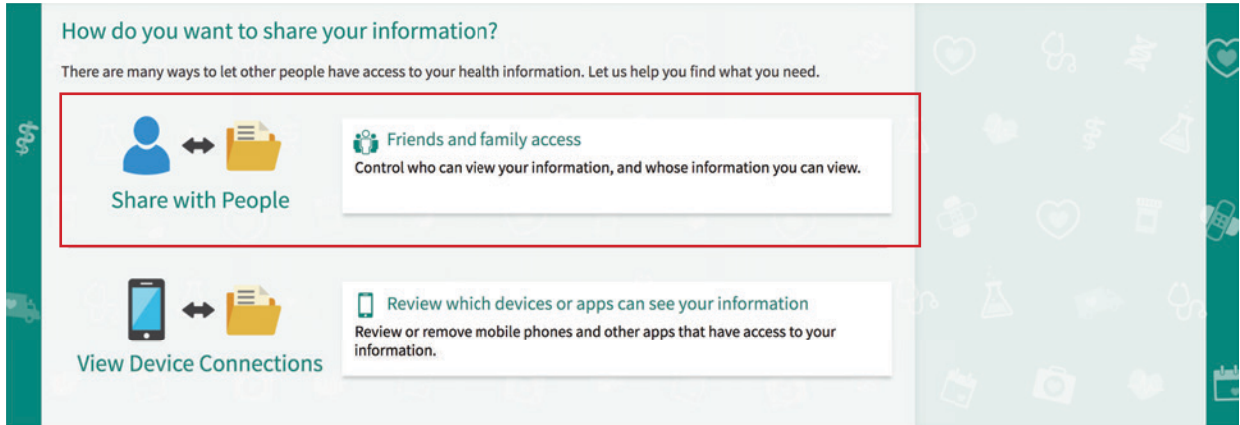 How do you want to share your information?
There are many ways to let other people have access to your health information. Let us help you find what you need.
Share with People
Friends and family access
Control who can view your information, and whose information you can view.
View Device Connections
Review which devices or apps can see your information
Review or remove mobile phones and other apps that have access to your
information.